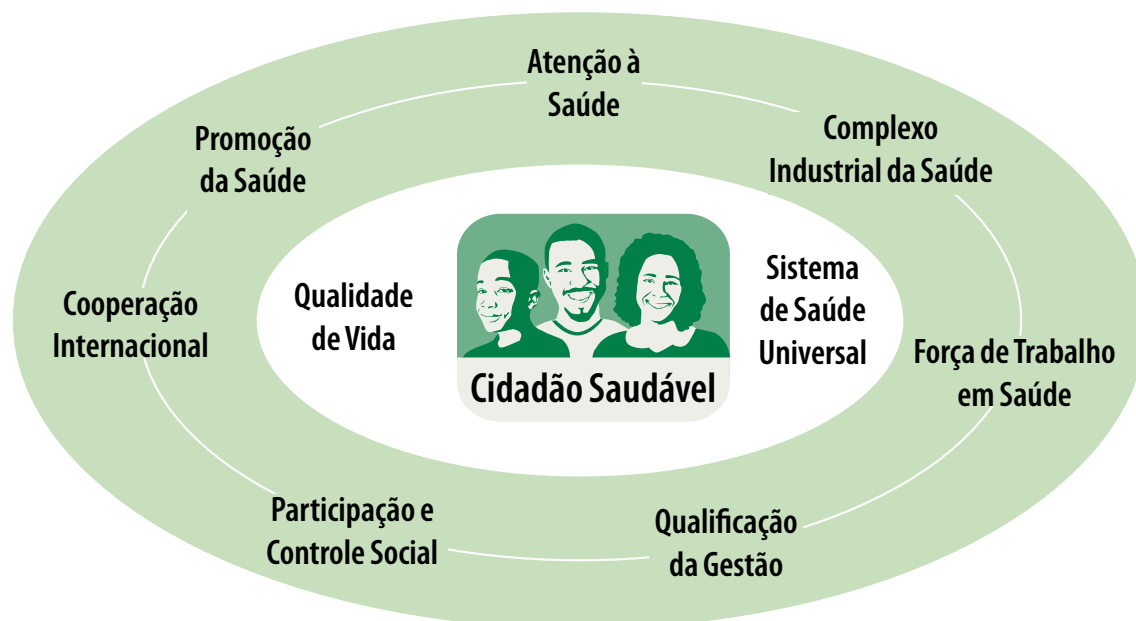 Atenção à
Saúde
Promoção
da Saúde
Complexo
Industrial da Saúde
Cooperação
Internacional
Qualidade
de Vida
Cidadão Saudável
Sistema
de Saúde
Universal
Força de Trabalho
em Saúde
Participação e
Controle Social
Qualificação
da Gestão